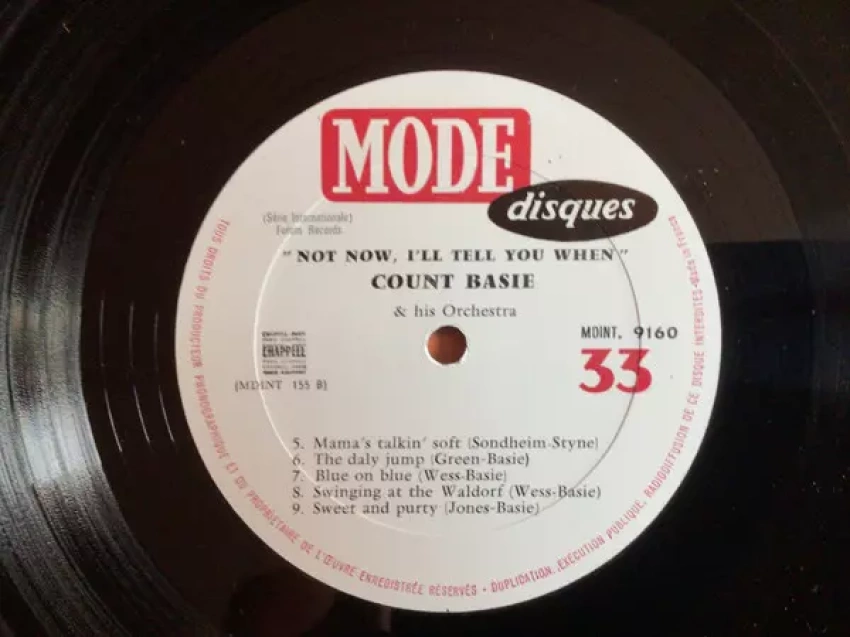 MODE
disques
(Série Internationale)
Records
"NOT NOW, I'LL TELL YOU WHEN"
COUNT BASIE
& his Orchestra
MDINT. 9160
33
CHAPPELL
(MDINT 155 B)
5. Mama's talkin' soft (Sondheim-Styne)
6. The daly jump (Green-Basie)
7. Blue on blue (Wess-Basie)
8. Swinging at the Waldorf (Wess-Basie)
9. Sweet and purty (Jones-Basie)
TOUS DROITS DU PRODUCTEUR PHONOGRAPHIQUE ET DU PROPRIETAIRE DE L'ŒUVRE ENREGISTRÉE RÉSERVÉS - DUPLICATION, EXÉCUTION PUBLIQUE, RADIODIFFUSION DE CE DISQUE INTERDITES - Made in France